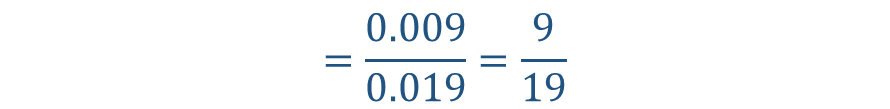 = 0.009/0.019 = 9/19